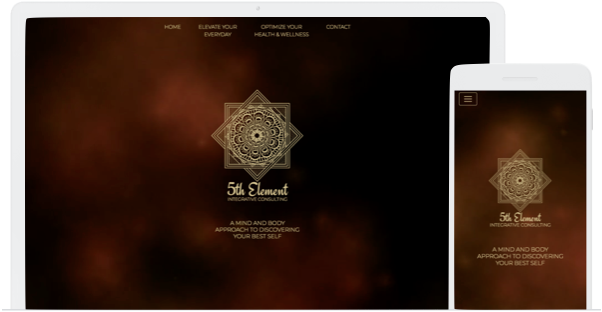 HOME ELEVATE YOUR OPTIMIZE YOUR CONTACT
EVERYDAY HEALTH & WELLNESS
5th Element
INTEGRATIVE CONSULTING
A MIND AND BODY
APPROACH TO DISCOVERING
YOUR BEST SELF
5th Element
INTEGRATIVE CONSULTING
A MIND AND BODY
APPROACH TO DISCOVERING
YOUR BEST SELF